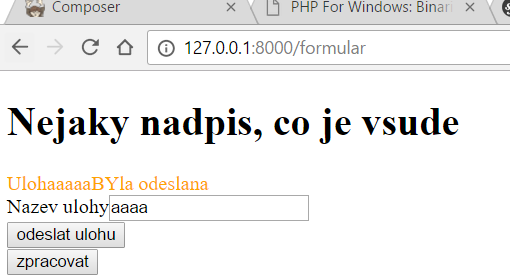 Composer
PHP For Windows: Binari
127.0.0.1:8000/formular
Nejaky nadpis, co je vsude
UlohaaaaaBYla odeslana
Nazev ulohy aaaa
odeslat ulohu
zpracovat